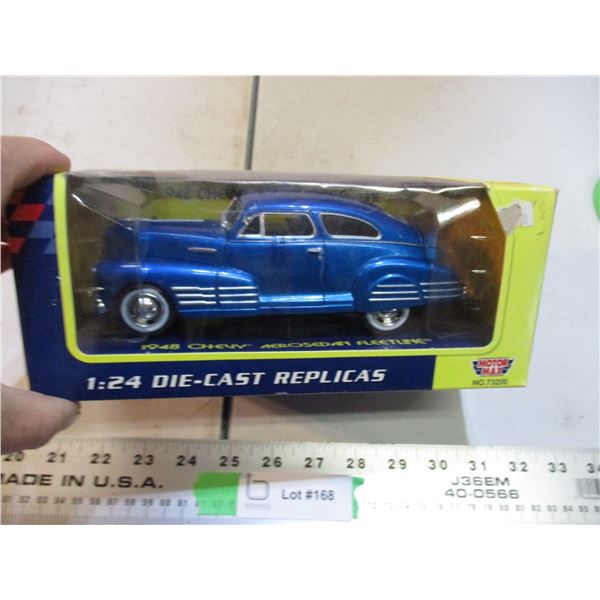 1948 CHEVY AEROSEDAN FLEETLINE
1:24 DIE-CAST REPLICAS
MOTOR MAX
NO.73200
20 21 22 23 24 25 26 27 28 29 30 31 32 33 34
MADE IN U.S.A.
J36EM
40-0566
b
Lot #168